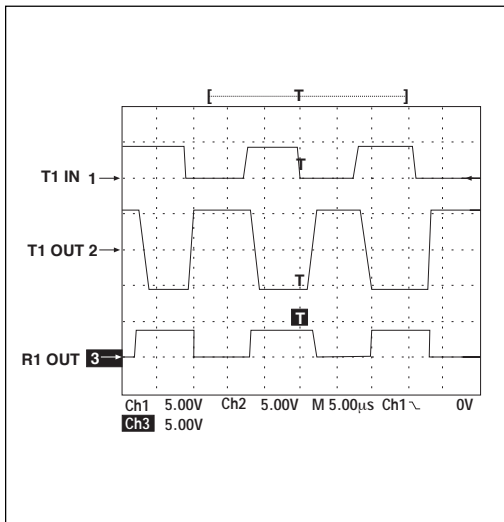 [ T ]
T1 IN 1
T
T1 OUT 2
T
T
R1 OUT 3
Ch1 5.00V Ch2 5.00V M 5.00µs Ch1 0V
Ch3 5.00V